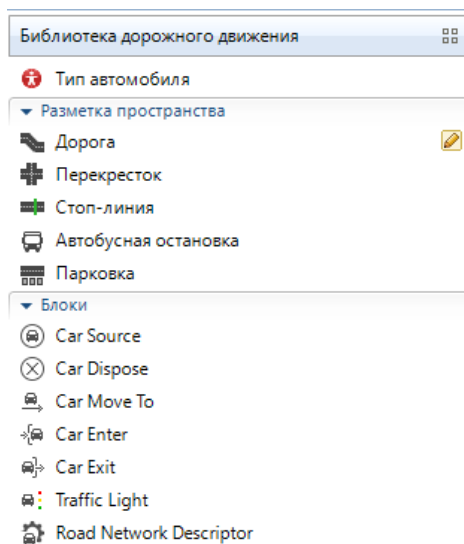 Библиотека дорожного движения
Тип автомобиля
Разметка пространства
Дорога
Перекресток
Стоп-линия
Автобусная остановка
Парковка
Блоки
Car Source
Car Dispose
Car Move To
Car Enter
Car Exit
Traffic Light
Road Network Descriptor